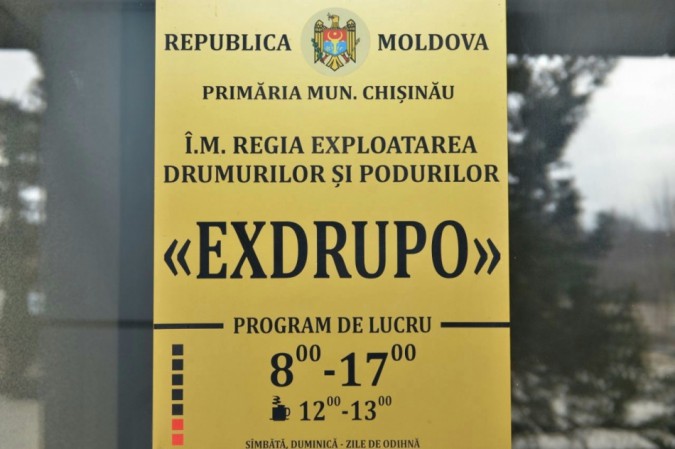 REPUBLICA MOLDOVA
PRIMĂRIA MUN. CHIȘINĂU
Î.M. REGIA EXPLOATAREA
DRUMURILOR ȘI PODURILOR
«EXDRUPO»
PROGRAM DE LUCRU
8⁰⁰-17⁰⁰
12⁰⁰-13⁰⁰
SÎMBĂTĂ, DUMINICĂ - ZILE DE ODIHNĂ